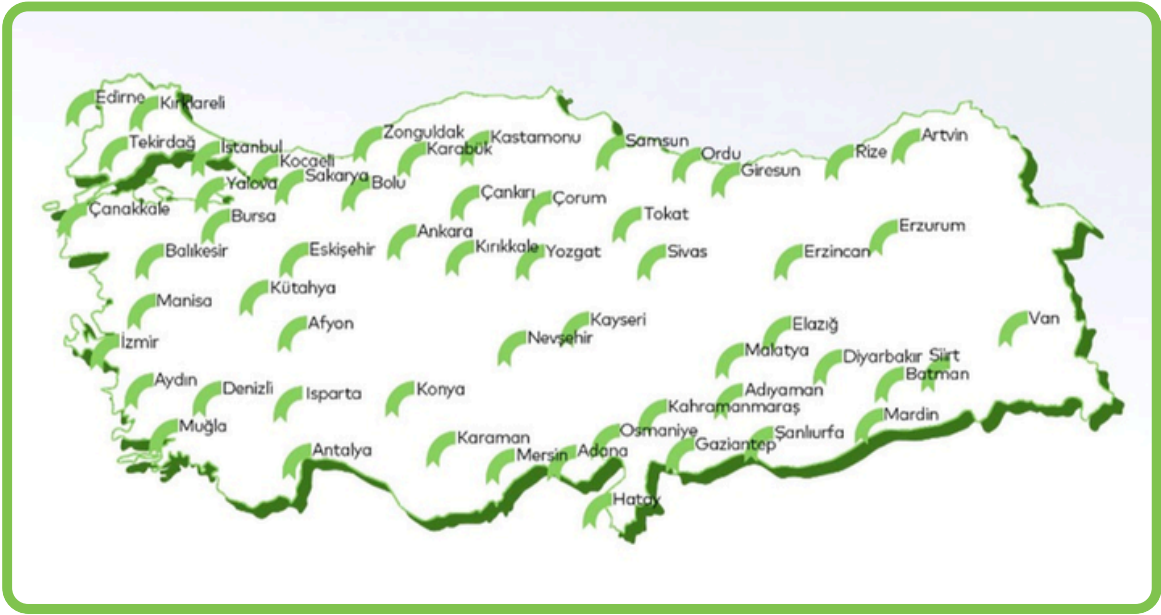 Edirne
Kırklareli
Tekirdağ
İstanbul
Kocaeli
Sakarya
Yalova
Zonguldak
Karabük
Kastamonu
Bolu
Samsun
Ordu
Giresun
Rize
Artvin
Çanakkale
Bursa
Çankırı
Çorum
Tokat
Erzurum
Balıkesir
Eskişehir
Ankara
Kırıkkale
Yozgat
Sivas
Erzincan
Kütahya
Manisa
Afyon
Nevşehir
Kayseri
Elazığ
Van
İzmir
Malatya
Diyarbakır
Siirt
Batman
Aydın
Denizli
Isparta
Konya
Adıyaman
Kahramanmaraş
Mardin
Muğla
Antalya
Karaman
Mersin
Adana
Osmaniye
Gaziantep
Şanlıurfa
Hatay